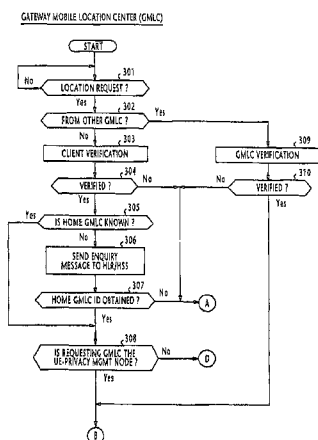 GATEWAY MOBILE LOCATION CENTER (GMLC)
START
301
No
LOCATION REQUEST ?
Yes
302
FROM OTHER GMLC ?
Yes
No
303
CLIENT VERIFICATION
309
GMLC VERIFICATION
304
VERIFIED ?
No
No
310
VERIFIED ?
Yes
Yes
305
Yes
IS HOME GMLC KNOWN ?
No
306
SEND ENQUIRY
MESSAGE TO HLR/HSS
307
HOME GMLC ID OBTAINED ?
No
A
Yes
308
IS REQUESTING GMLC THE
UE-PRIVACY MGMT NODE ?
No
D
Yes
B